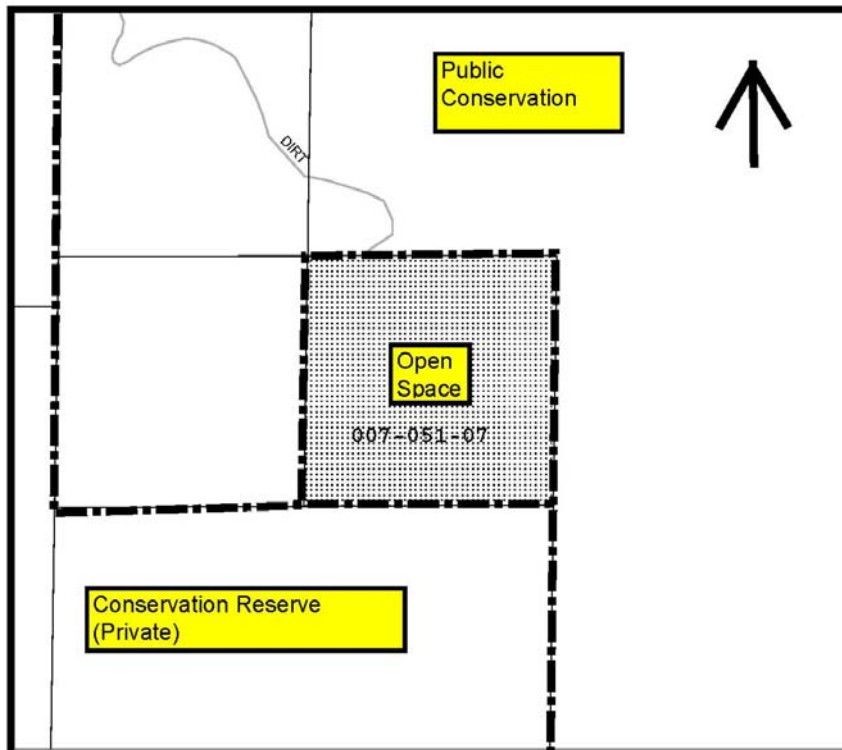 Public
Conservation
DIRT
Open
Space
007-051-07
Conservation Reserve
(Private)